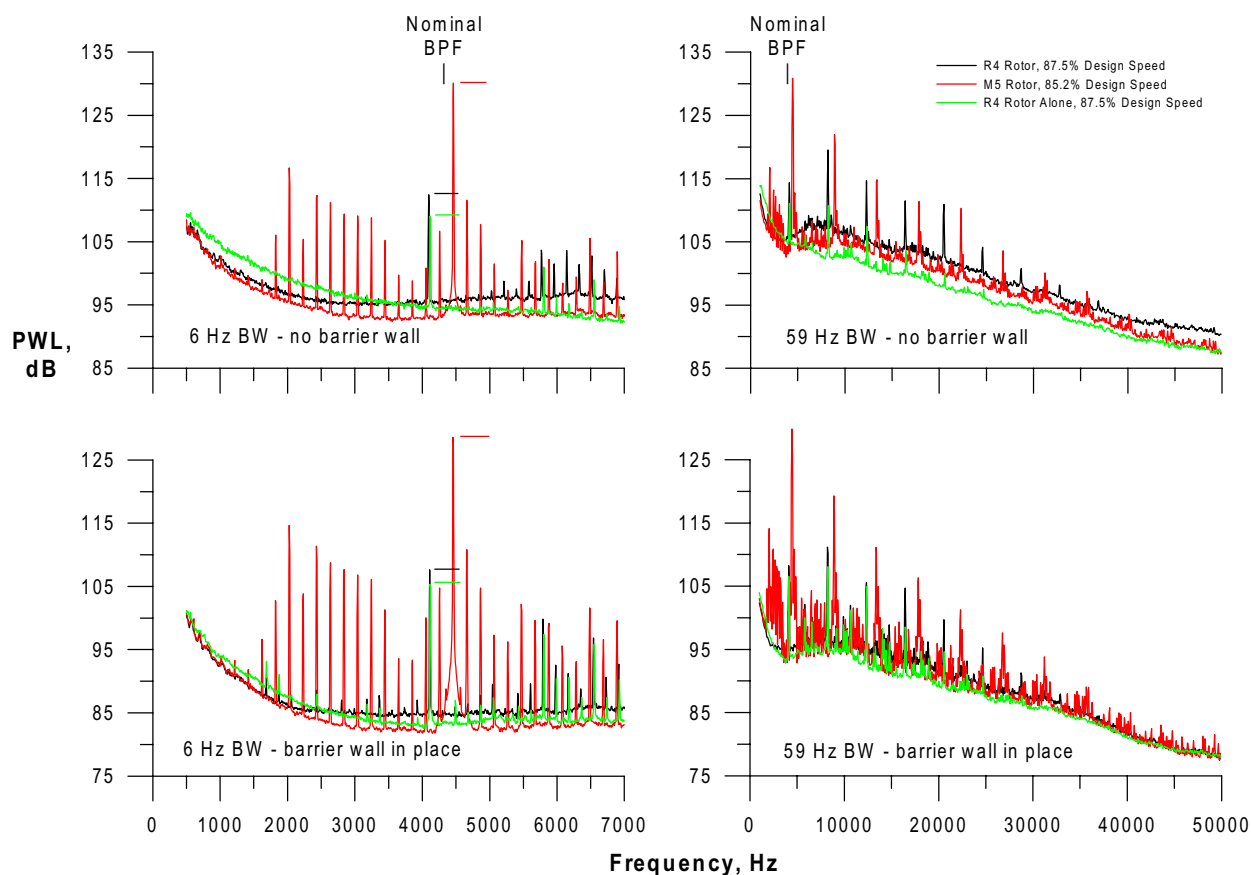 Nominal
BPF
Nominal
BPF
135
125
115
105
95
85
PWL,
dB
6 Hz BW - no barrier wall
135
125
115
105
95
85
R4 Rotor, 87.5% Design Speed
M5 Rotor, 85.2% Design Speed
R4 Rotor Alone, 87.5% Design Speed
59 Hz BW - no barrier wall
125
115
105
95
85
75
6 Hz BW - barrier wall in place
0 1000 2000 3000 4000 5000 6000 7000
125
115
105
95
85
75
59 Hz BW - barrier wall in place
0 10000 20000 30000 40000 50000
Frequency, Hz